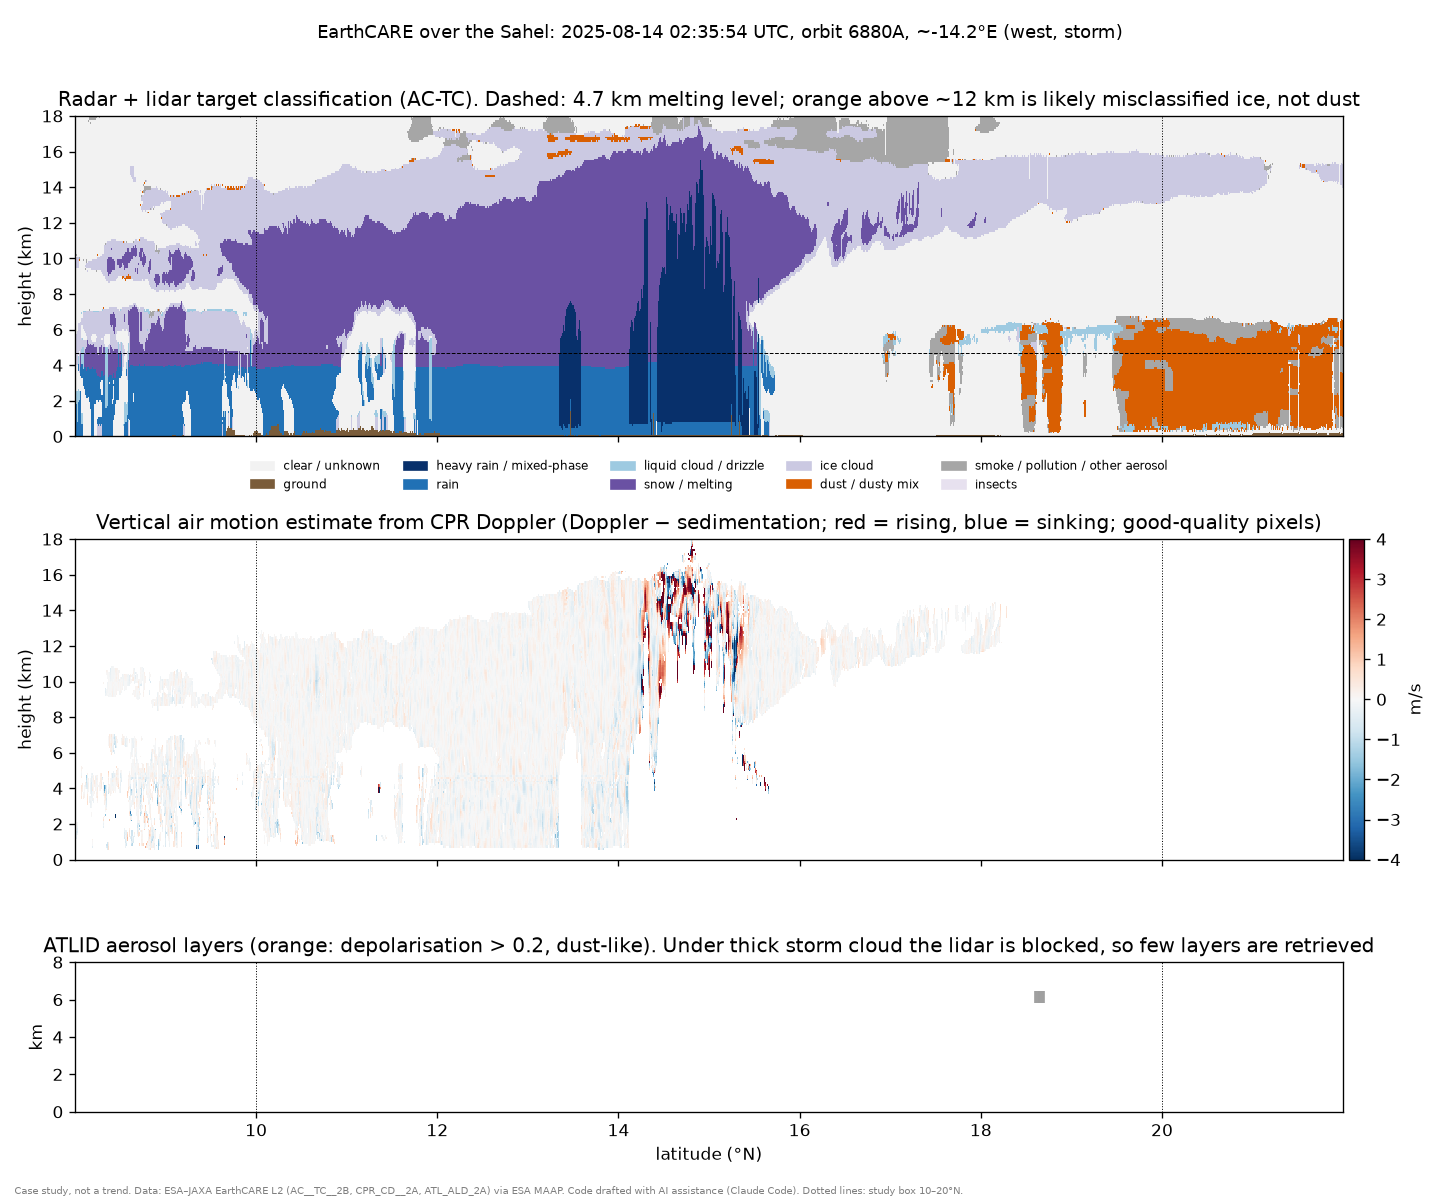 EarthCARE over the Sahel: 2025-08-14 02:35:54 UTC, orbit 6880A, ~-14.2°E (west, storm)
Radar + lidar target classification (AC-TC). Dashed: 4.7 km melting level; orange above ~12 km is likely misclassified ice, not dust
18
16
14
12
10
8
6
4
2
0
height (km)
clear / unknown
heavy rain / mixed-phase
liquid cloud / drizzle
ice cloud
smoke / pollution / other aerosol
ground
rain
snow / melting
dust / dusty mix
insects
Vertical air motion estimate from CPR Doppler (Doppler − sedimentation; red = rising, blue = sinking; good-quality pixels)
18
16
14
12
10
8
6
4
2
0
height (km)
4
3
2
1
0
−1
−2
−3
−4
m/s
ATLID aerosol layers (orange: depolarisation > 0.2, dust-like). Under thick storm cloud the lidar is blocked, so few layers are retrieved
8
6
4
2
0
km
10 12 14 16 18 20
latitude (°N)
Case study, not a trend. Data: ESA–JAXA EarthCARE L2 (AC__TC__2B, CPR_CD__2A, ATL_ALD_2A) via ESA MAAP. Code drafted with AI assistance (Claude Code). Dotted lines: study box 10–20°N.